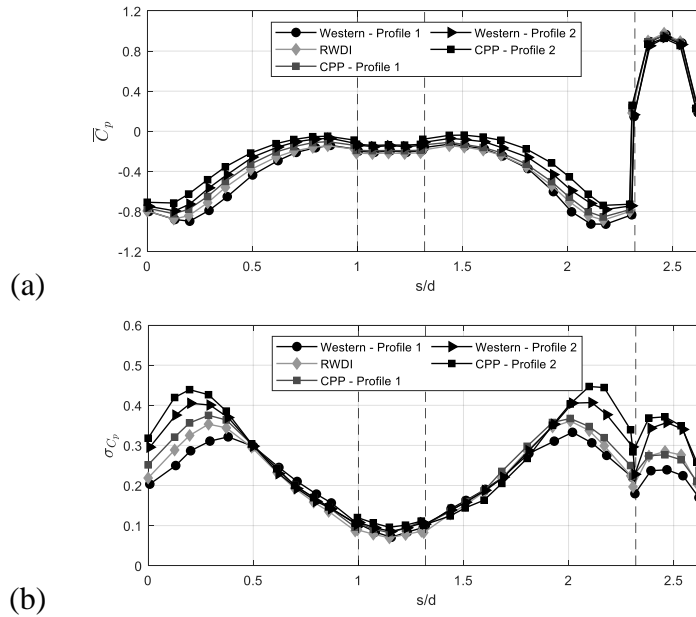 1.2
0.8
0.4
0
-0.4
-0.8
-1.2
C̅p
Western - Profile 1
Western - Profile 2
RWDI
CPP - Profile 2
CPP - Profile 1
0
0.5
1
1.5
2
2.5
s/d
(a)
0.6
0.5
0.4
0.3
0.2
0.1
0
σCp
Western - Profile 1
Western - Profile 2
RWDI
CPP - Profile 2
CPP - Profile 1
0
0.5
1
1.5
2
2.5
s/d
(b)